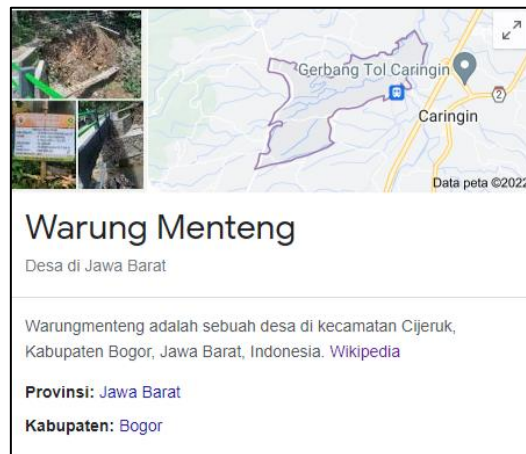 Gerbang Tol Caringin
2
Caringin
Data peta ©2022
Warung Menteng
Desa di Jawa Barat
Warungmenteng adalah sebuah desa di kecamatan Cijeruk,
Kabupaten Bogor, Jawa Barat, Indonesia. Wikipedia
Provinsi: Jawa Barat
Kabupaten: Bogor